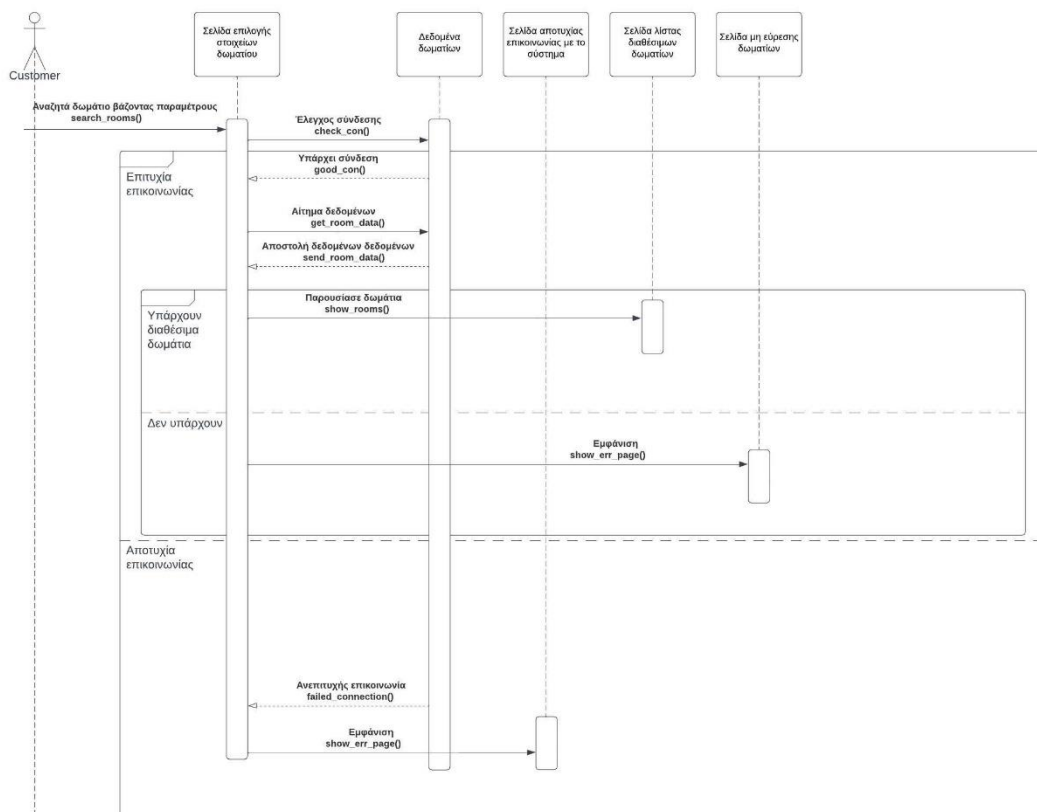 Customer
Σελίδα επιλογής
στοιχείων
δωματίου
Δεδομένα
δωματίων
Σελίδα αποτυχίας
επικοινωνίας με το
σύστημα
Σελίδα λίστας
διαθέσιμων
δωματίων
Σελίδα μη εύρεσης
δωματίων
Αναζητά δωμάτιο βάζοντας παραμέτρους
search_rooms()
Έλεγχος σύνδεσης
check_con()
Επιτυχία
επικοινωνίας
Υπάρχει σύνδεση
good_con()
Αίτημα δεδομένων
get_room_data()
Αποστολή δεδομένων δεδομένων
send_room_data()
Υπάρχουν
διαθέσιμα
δωμάτια
Παρουσίασε δωμάτια
show_rooms()
Δεν υπάρχουν
Εμφάνιση
show_err_page()
Αποτυχία
επικοινωνίας
Ανεπιτυχής επικοινωνία
failed_connection()
Εμφάνιση
show_err_page()